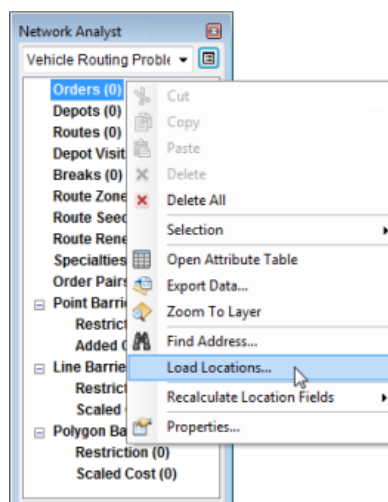 Network Analyst
Vehicle Routing Proble
Orders (0)
Depots (0)
Routes (0)
Depot Visit
Breaks (0)
Route Zone
Route Seed
Route Rene
Specialties
Order Pairs
Point Barrie
Restrict
Added C
Line Barrie
Restrict
Scaled
Polygon Ba
Restriction (0)
Scaled Cost (0)
Cut
Copy
Paste
Delete
Delete All
Selection
Open Attribute Table
Export Data...
Zoom To Layer
Find Address...
Load Locations...
Recalculate Location Fields
Properties...